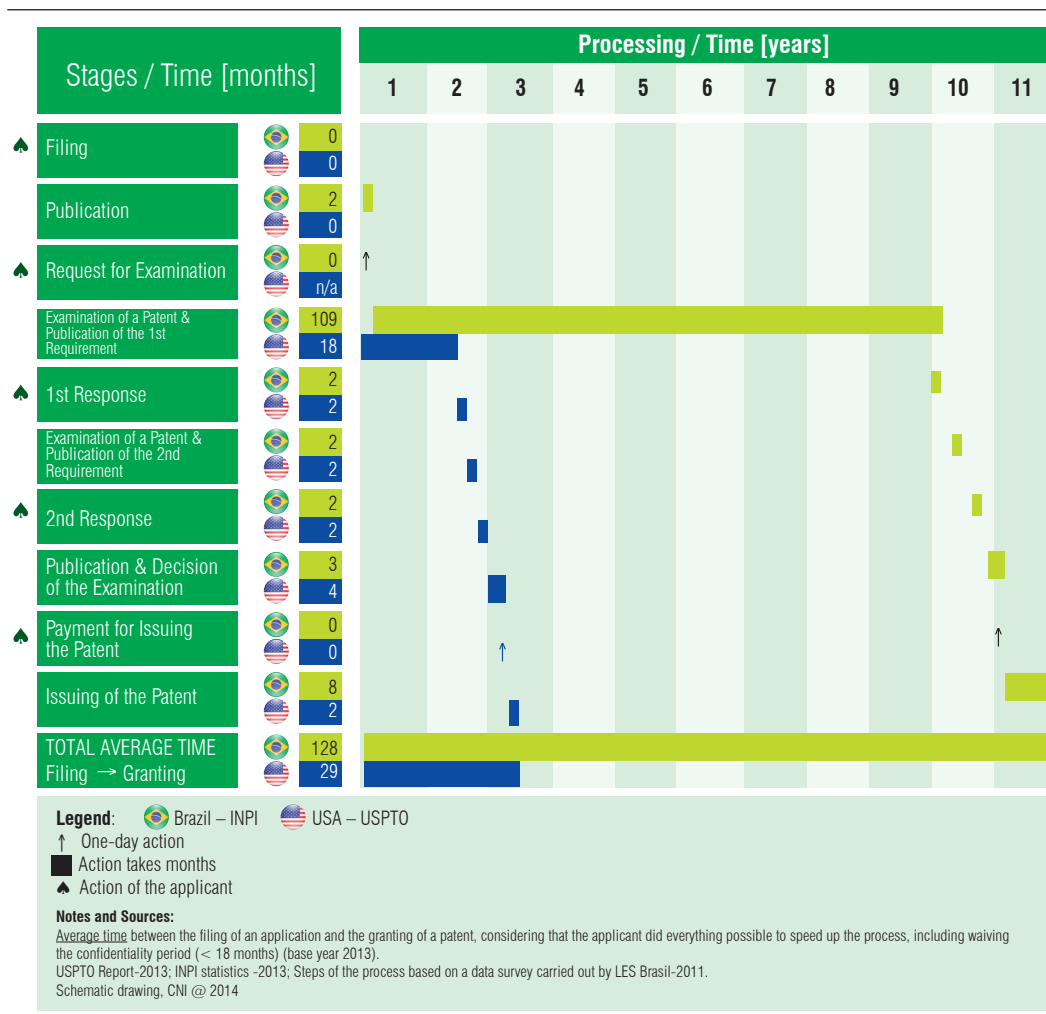 Stages / Time [months]
Processing / Time [years]
1 2 3 4 5 6 7 8 9 10 11
♠ Filing
0
0
Publication
2
0
♠ Request for Examination
0
n/a
↑
Examination of a Patent &
Publication of the 1st
Requirement
109
18
♠ 1st Response
2
2
Examination of a Patent &
Publication of the 2nd
Requirement
2
2
♠ 2nd Response
2
2
Publication & Decision
of the Examination
3
4
♠ Payment for Issuing
the Patent
0
0
↑ ↑
Issuing of the Patent
8
2
TOTAL AVERAGE TIME
Filing → Granting
128
29
Legend: Brazil – INPI USA – USPTO
↑ One-day action
Action takes months
♠ Action of the applicant
Notes and Sources:
Average time between the filing of an application and the granting of a patent, considering that the applicant did everything possible to speed up the process, including waiving
the confidentiality period (< 18 months) (base year 2013).
USPTO Report-2013; INPI statistics -2013; Steps of the process based on a data survey carried out by LES Brasil-2011.
Schematic drawing, CNI @ 2014